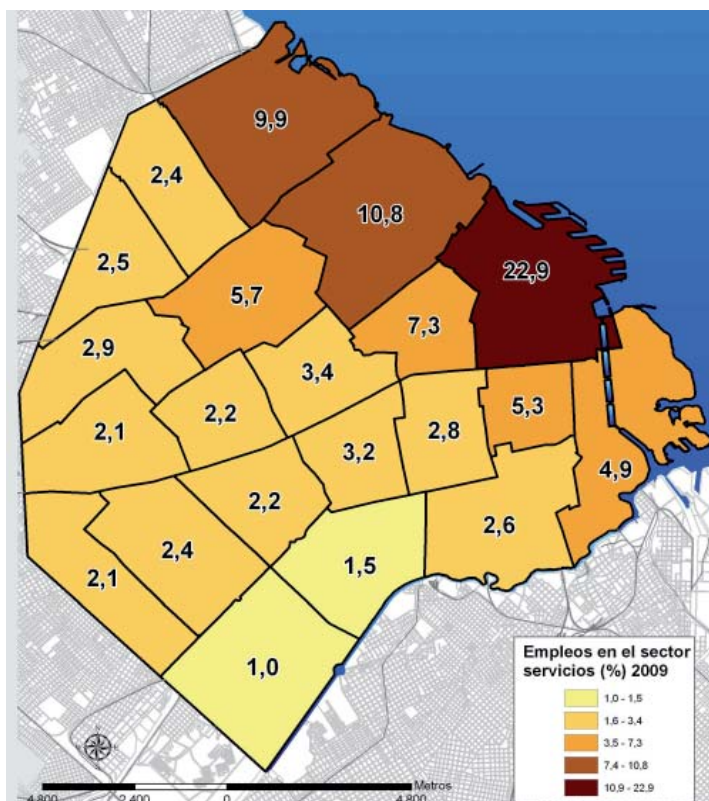 9,9
2,4
10,8
2,5
22,9
5,7
7,3
2,9
3,4
2,2
5,3
2,1
3,2
2,8
4,9
2,2
2,6
2,4
1,5
2,1
1,0
Empleos en el sector
servicios (%) 2009
1,0 - 1,5
1,6 - 3,4
3,5 - 7,3
7,4 - 10,8
10,9 - 22,9
4.800 2.400 0 4.800 Metros